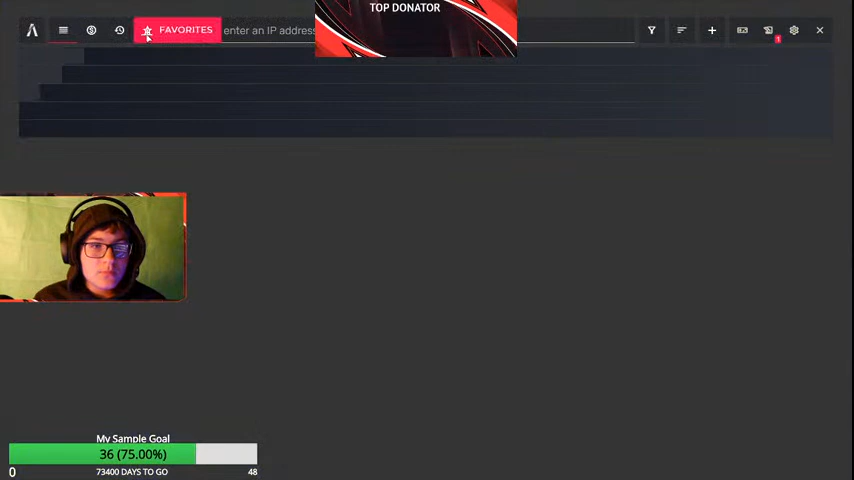 TOP DONATOR
FAVORITES enter an IP address
1
My Sample Goal
36 (75.00%)
0 73400 DAYS TO GO 48